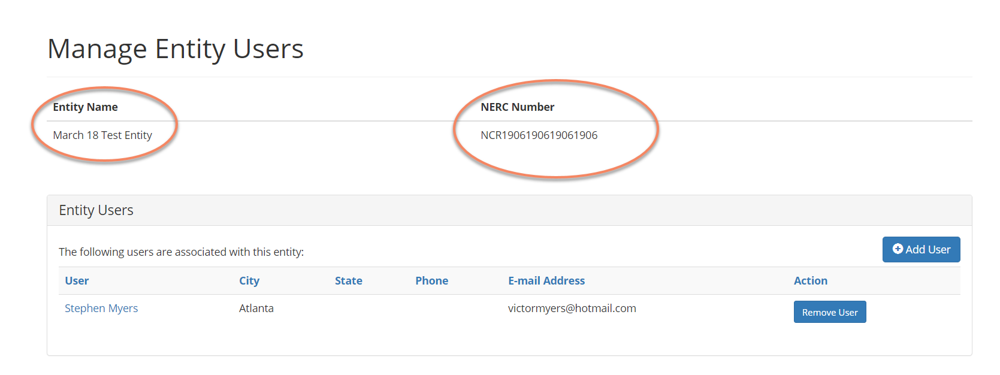 Manage Entity Users
Entity Name NERC Number
March 18 Test Entity NCR1906190619061906
Entity Users
The following users are associated with this entity: Add User
User City State Phone E-mail Address Action
Stephen Myers Atlanta victormyers@hotmail.com Remove User